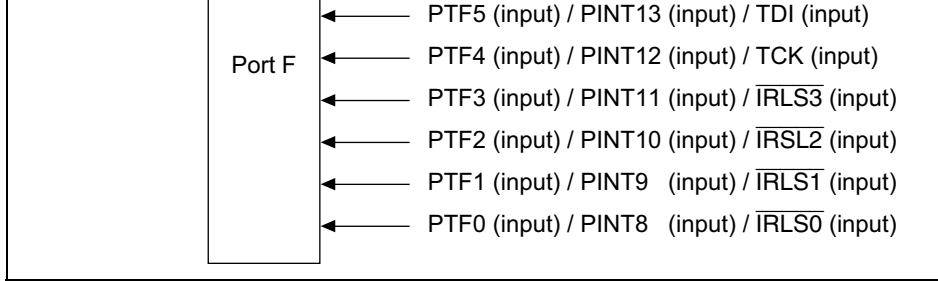 PTF5 (input) / PINT13 (input) / TDI (input)
Port F
PTF4 (input) / PINT12 (input) / TCK (input)
PTF3 (input) / PINT11 (input) / IRLS3 (input)
PTF2 (input) / PINT10 (input) / IRSL2 (input)
PTF1 (input) / PINT9 (input) / IRLS1 (input)
PTF0 (input) / PINT8 (input) / IRLS0 (input)